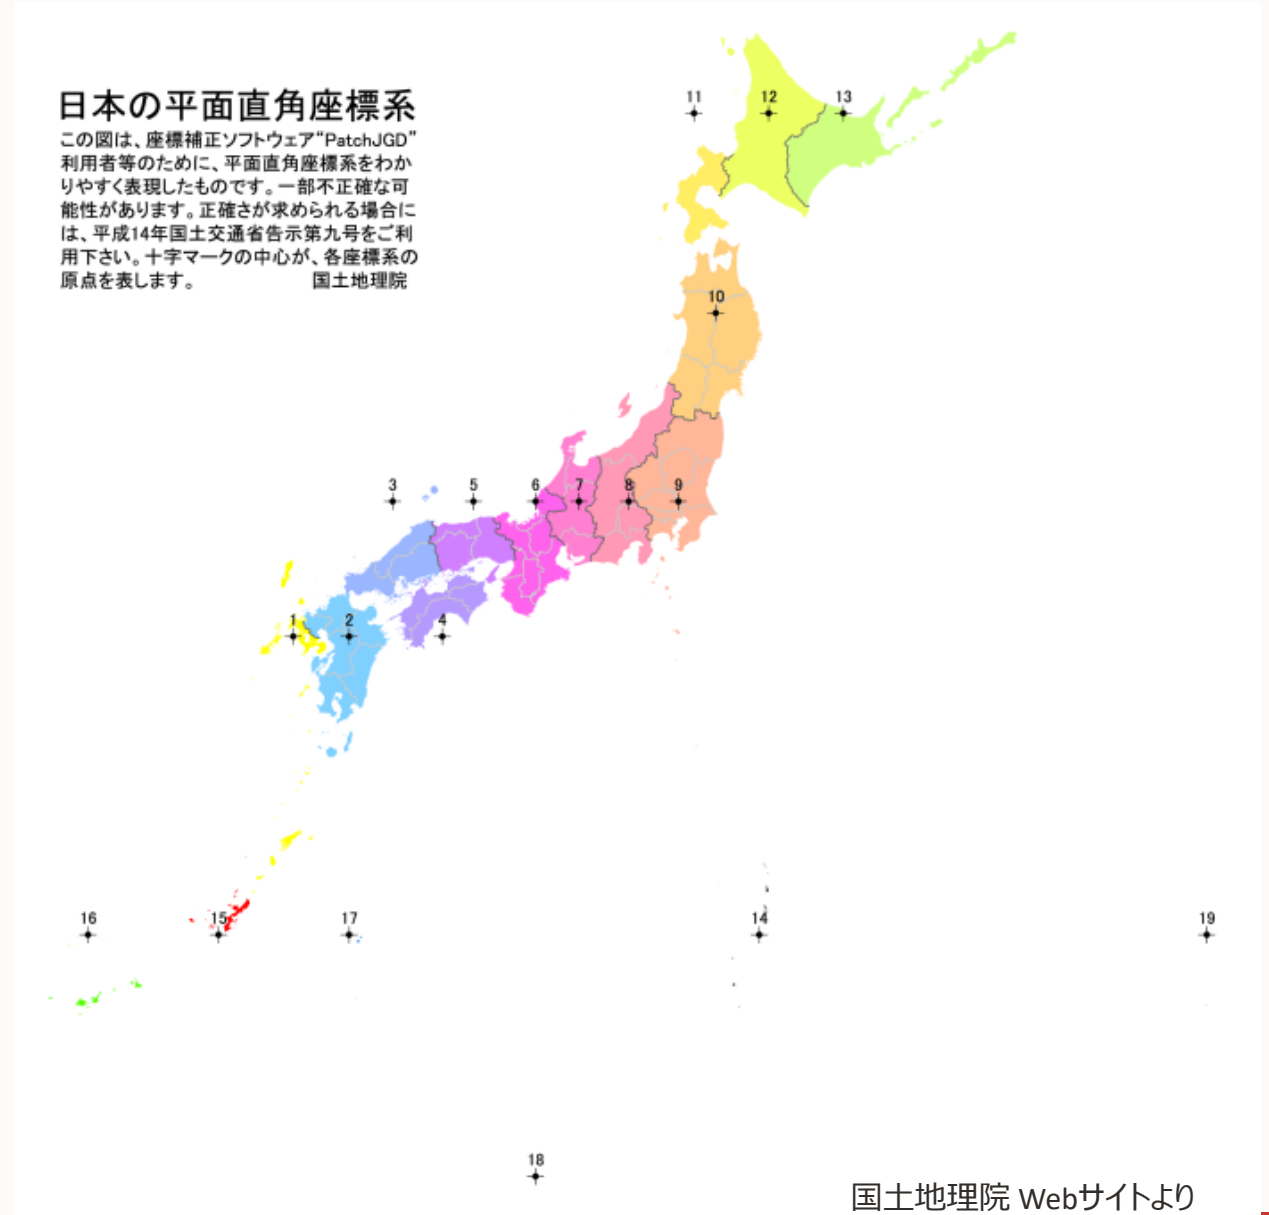 日本の平面直角座標系
この図は、座標補正ソフトウェア“PatchJGD”
利用者等のために、平面直角座標系をわか
りやすく表現したものです。一部不正確な可
能性があります。正確さが求められる場合に
は、平成14年国土交通省告示第九号をご利
用下さい。十字マークの中心が、各座標系の
原点を表します。 国土地理院
11 12 13
10
3 5 6 7 8 9
1 2 4
16 15 17 14 19
18
国土地理院 Webサイトより